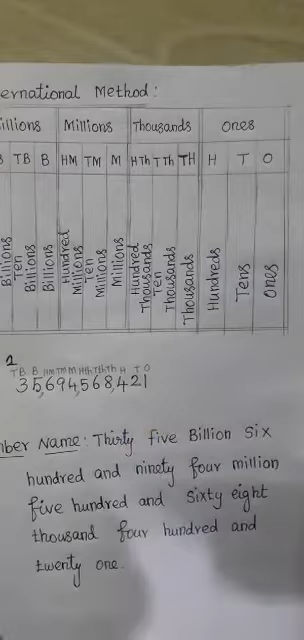 ernational Method:
illions Millions Thousands Ones
B TB B HM TM M HTh TTh TH H T O
Billions
Ten
Billions
Billions
Hundred
Millions
Ten
Millions
Millions
Hundred
Thousands
Ten
Thousands
Thousands
Hundreds
Tens
Ones
TB B HM TM M HTh TTh Th H T O
35,694,568,421
ber Name: Thirty five Billion Six
hundred and ninety four million
five hundred and sixty eight
thousand four hundred and
twenty one.